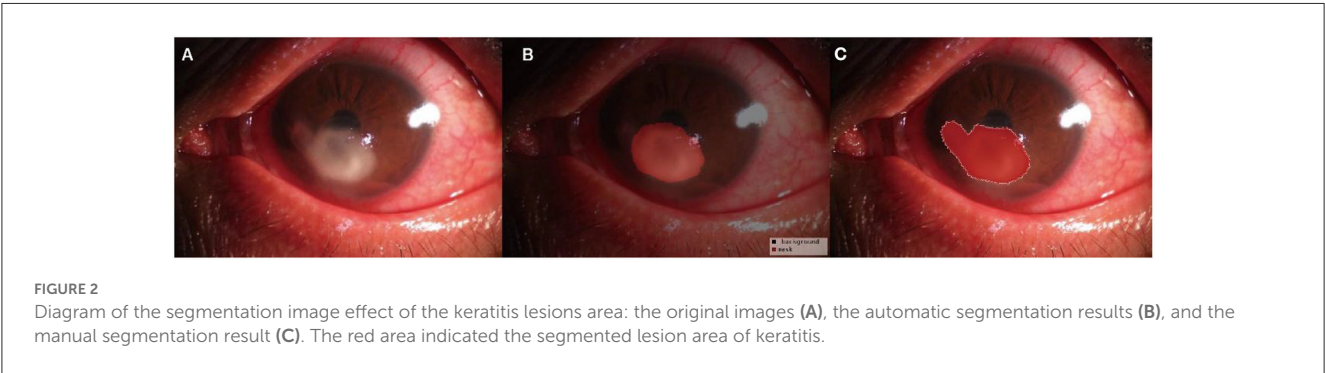 A B C
background
mask
FIGURE 2
Diagram of the segmentation image effect of the keratitis lesions area: the original images (A), the automatic segmentation results (B), and the
manual segmentation result (C). The red area indicated the segmented lesion area of keratitis.